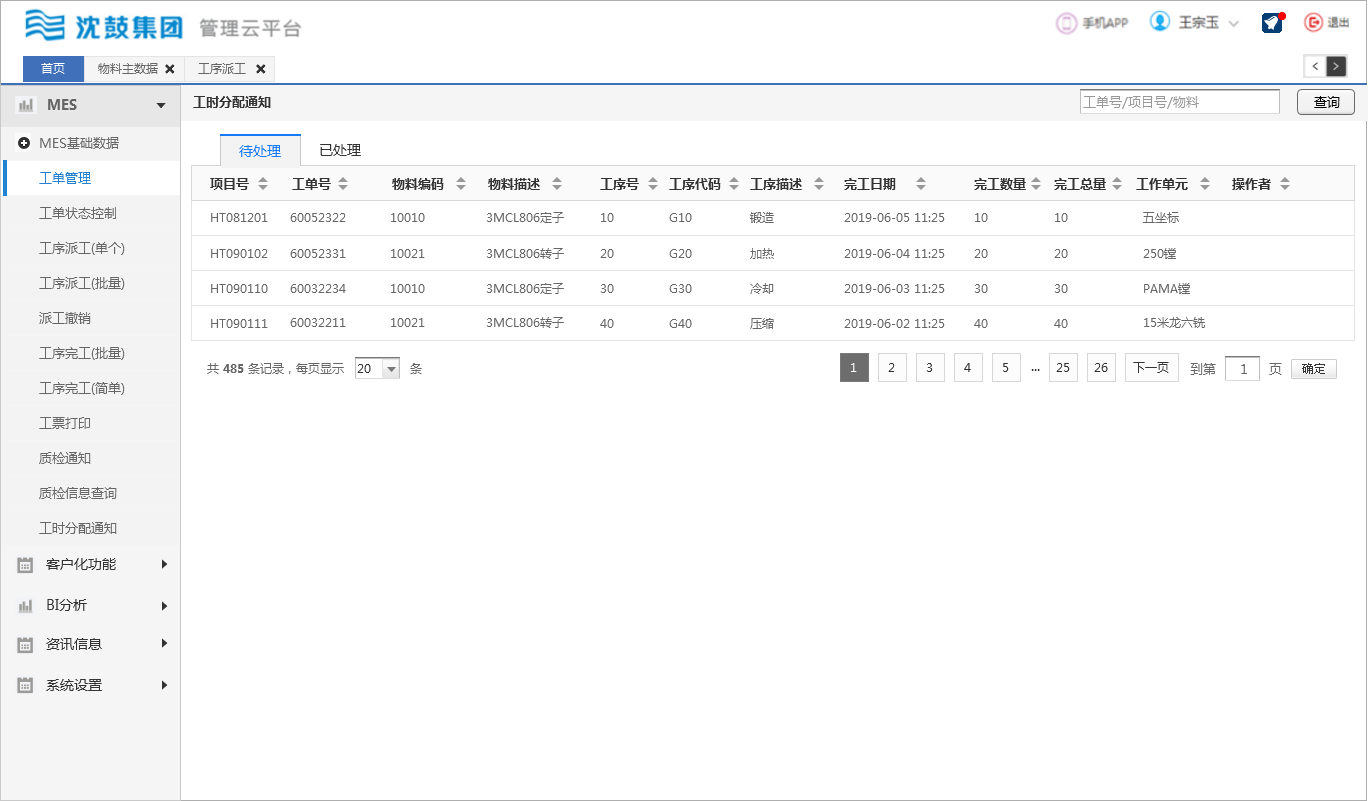 沈鼓集团 管理云平台 手机APP 王宗玉 退出
首页 物料主数据 工序派工
MES
工时分配通知 工单号/项目号/物料 查询
MES基础数据
工单管理
工单状态控制
工序派工(单个)
工序派工(批量)
派工撤销
工序完工(批量)
工序完工(简单)
工票打印
质检通知
质检信息查询
工时分配通知
客户化功能
BI分析
资讯信息
系统设置
待处理 已处理
项目号 工单号 物料编码 物料描述 工序号 工序代码 工序描述 完工日期 完工数量 完工总量 工作单元 操作者
HT081201 60052322 10010 3MCL806定子 10 G10 锻造 2019-06-05 11:25 10 10 五坐标
HT090102 60052331 10021 3MCL806转子 20 G20 加热 2019-06-04 11:25 20 20 250镗
HT090110 60032234 10010 3MCL806定子 30 G30 冷却 2019-06-03 11:25 30 30 PAMA镗
HT090111 60032211 10021 3MCL806转子 40 G40 压缩 2019-06-02 11:25 40 40 15米龙六铣
共 485 条记录，每页显示 20 条 1 2 3 4 5 ... 25 26 下一页 到第 1 页 确定